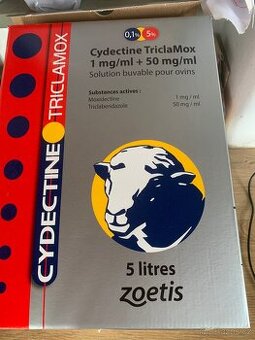 0,1% 5%
Cydectine TriclaMox
1 mg/ml + 50 mg/ml
Solution buvable pour ovins
Substances actives :
Moxidectine 1 mg / ml
Triclabendazole 50 mg / ml
CYDECTINE TRICLAMOX
5 litres
zoetis